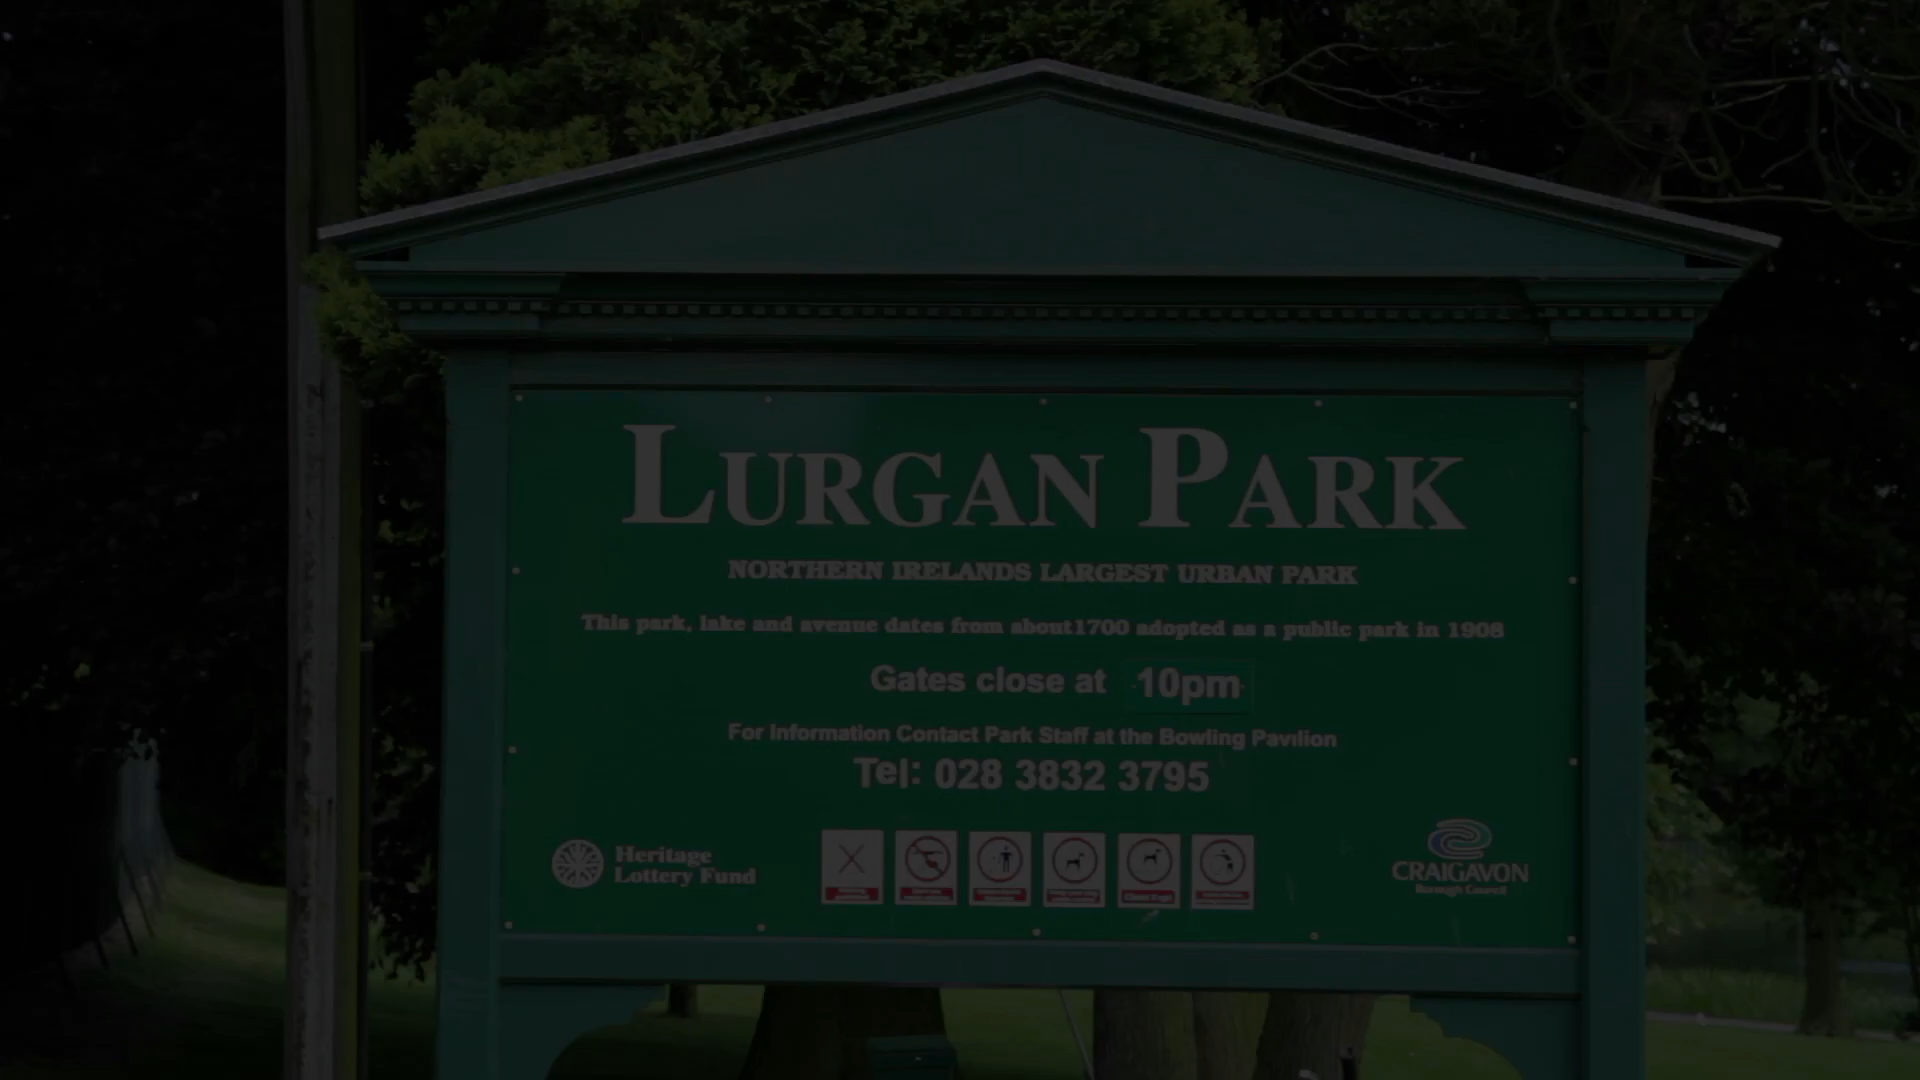 LURGAN PARK
NORTHERN IRELANDS LARGEST URBAN PARK
This park, lake and avenue dates from about 1700 adopted as a public park in 1908
Gates close at 10pm
For Information Contact Park Staff at the Bowling Pavilion
Tel: 028 3832 3795
Heritage
Lottery Fund
CRAIGAVON
Borough Council